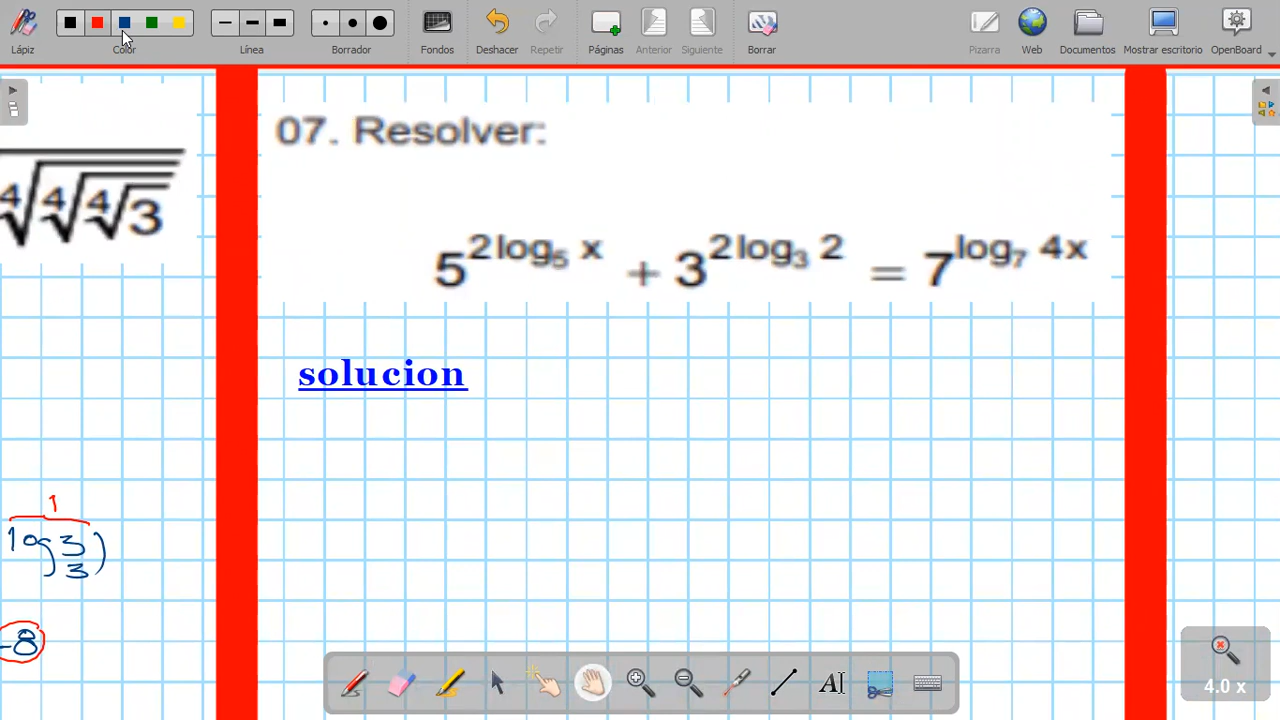 Lápiz Color Línea Borrador Fondos Deshacer Repetir Páginas Anterior Siguiente Borrar Pizarra Web Documentos Mostrar escritorio OpenBoard
07. Resolver:
∜∜∜3
5^{2log₅ x} + 3^{2log₃ 2} = 7^{log₇ 4x}
solucion
1
log₃ 3)
-8
4.0 x